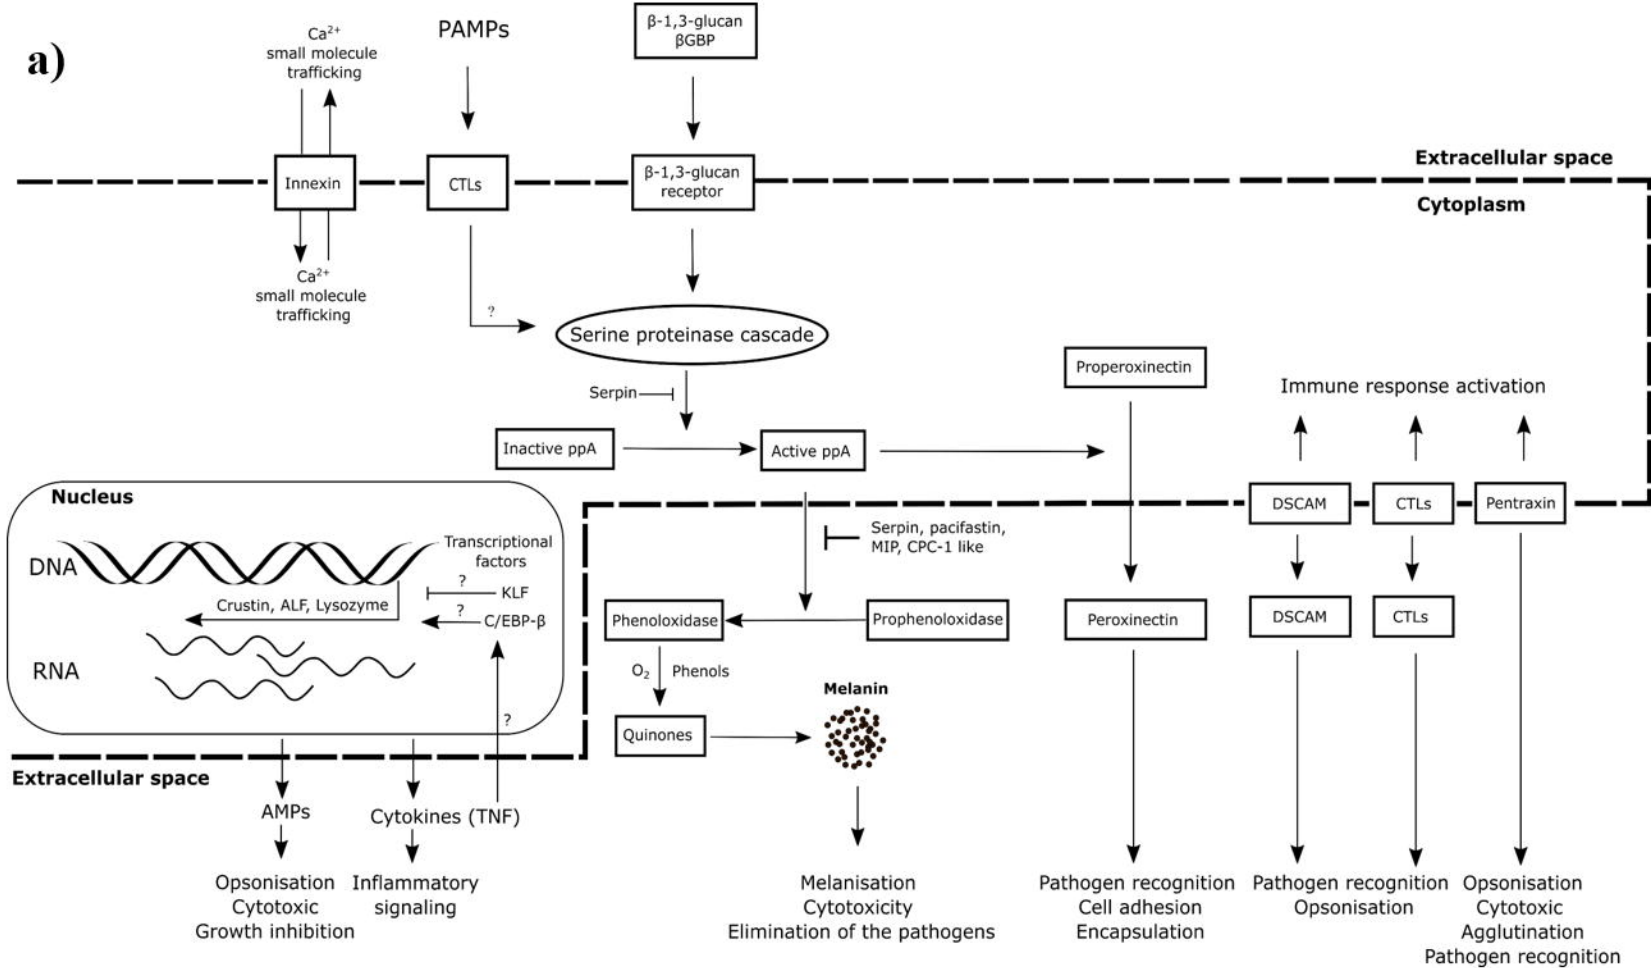 a)
Ca2+
small molecule
trafficking
PAMPs
β-1,3-glucan
βGBP
Extracellular space
Innexin
CTLs
β-1,3-glucan
receptor
Cytoplasm
Ca2+
small molecule
trafficking
?
Serine proteinase cascade
Serpin
Properoxinectin
Immune response activation
Inactive ppA
Active ppA
DSCAM
CTLs
Pentraxin
Nucleus
DNA
Transcriptional
factors
?
KLF
Crustin, ALF, Lysozyme
?
C/EBP-β
RNA
?
Serpin, pacifastin,
MIP, CPC-1 like
Phenoloxidase
Prophenoloxidase
Peroxinectin
DSCAM
CTLs
O2
Phenols
Melanin
Quinones
Extracellular space
AMPs
Cytokines (TNF)
Opsonisation
Cytotoxic
Growth inhibition
Inflammatory
signaling
Melanisation
Cytotoxicity
Elimination of the pathogens
Pathogen recognition
Cell adhesion
Encapsulation
Pathogen recognition
Opsonisation
Opsonisation
Cytotoxic
Agglutination
Pathogen recognition